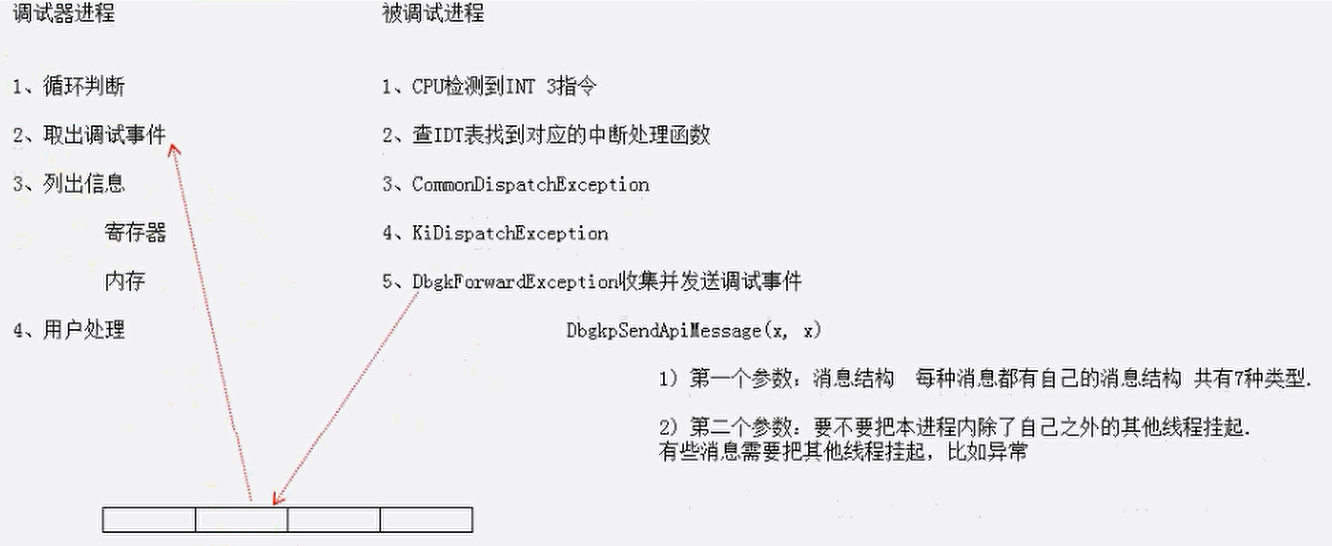 调试器进程
被调试进程
1、循环判断
1、CPU检测到INT 3指令
2、取出调试事件
2、查IDT表找到对应的中断处理函数
3、列出信息
3、CommonDispatchException
寄存器
4、KiDispatchException
内存
5、DbgkForwardException收集并发送调试事件
4、用户处理
DbgkpSendApiMessage(x, x)
1) 第一个参数：消息结构 每种消息都有自己的消息结构 共有7种类型.
2) 第二个参数：要不要把本进程内除了自己之外的其他线程挂起.
有些消息需要把其他线程挂起，比如异常